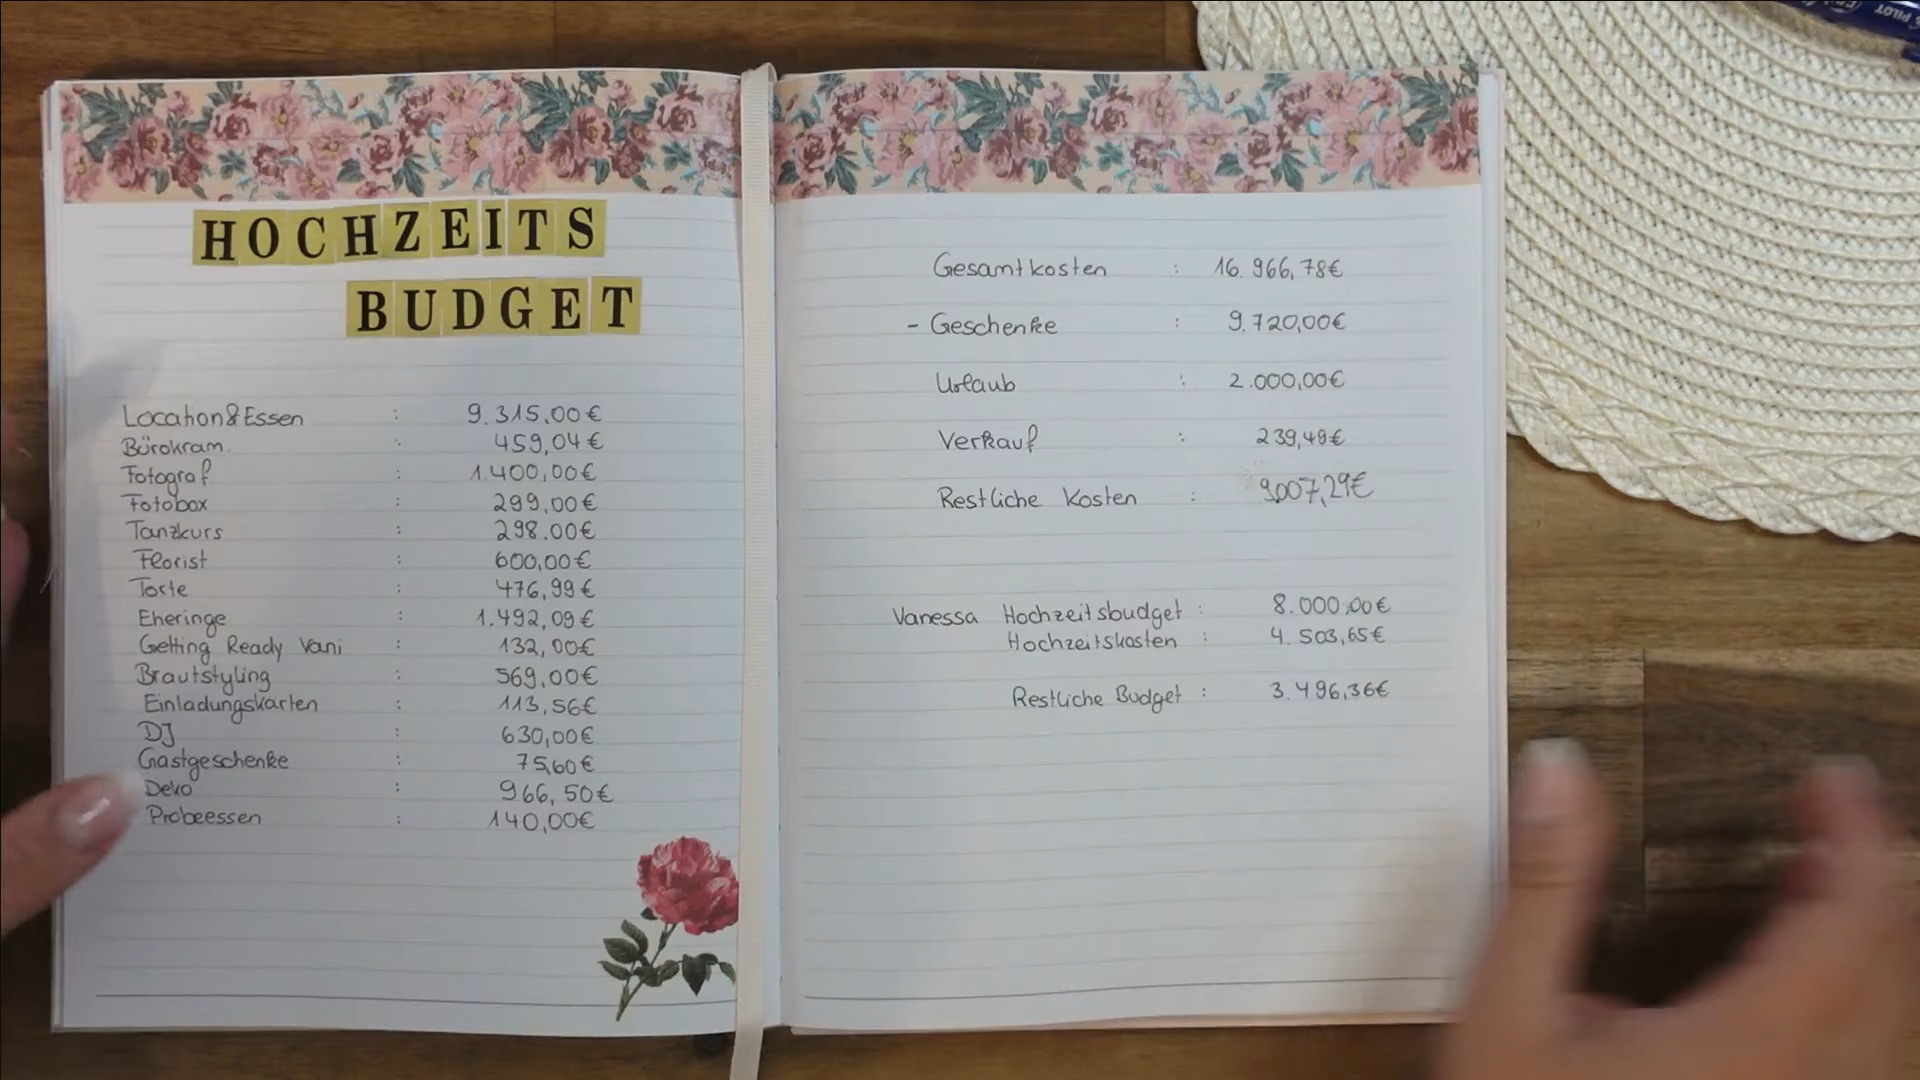 HOCHZEITS
BUDGET
Location&Essen : 9.315,00€
Bürokram : 459,04€
Fotograf : 1.400,00€
Fotobox : 299,00€
Tanzkurs : 298.00€
Florist : 600,00€
Torte : 476,99€
Eheringe : 1.492,09€
Getting Ready Vani : 132,00€
Brautstyling : 569,00€
Einladungskarten : 113,56€
DJ : 630,00€
Gastgeschenke : 75,60€
Deko : 966,50€
Probeessen : 140,00€
Gesamtkosten : 16.966,78€
- Geschenke : 9.720,00€
Urlaub : 2.000,00€
Verkauf : 239,49€
Restliche Kosten : 9.007,29€
Vanessa Hochzeitsbudget : 8.000,00€
Hochzeitskosten : 4.503,65€
Restliche Budget : 3.496,36€
PILOT